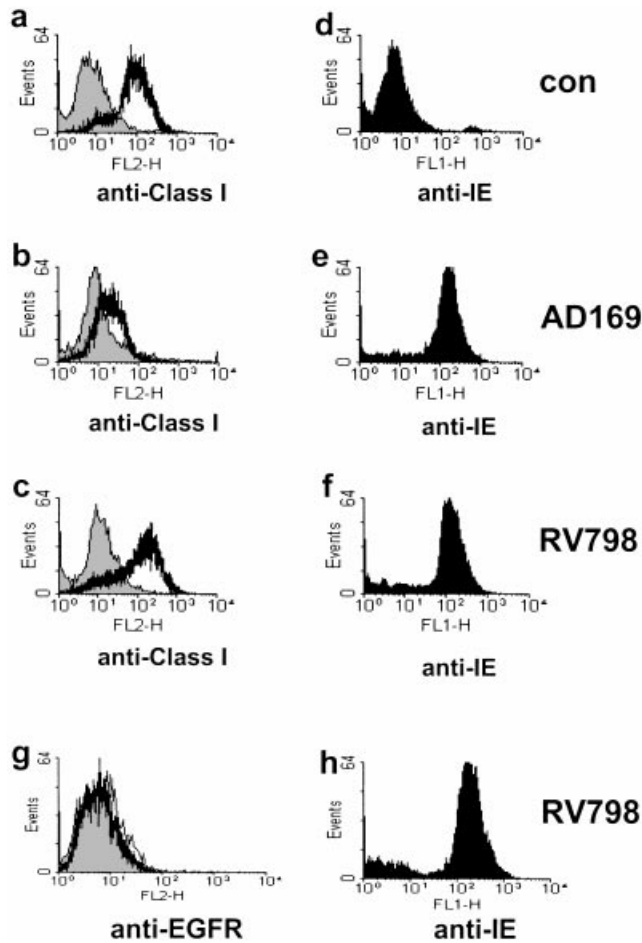 a
64
Events
0
10⁰ 10¹ 10² 10³ 10⁴
FL2-H
anti-Class I
d
64
Events
0
10⁰ 10¹ 10² 10³ 10⁴
FL1-H
anti-IE
con
b
64
Events
0
10⁰ 10¹ 10² 10³ 10⁴
FL2-H
anti-Class I
e
64
Events
0
10⁰ 10¹ 10² 10³ 10⁴
FL1-H
anti-IE
AD169
c
64
Events
0
10⁰ 10¹ 10² 10³ 10⁴
FL2-H
anti-Class I
f
64
Events
0
10⁰ 10¹ 10² 10³ 10⁴
FL1-H
anti-IE
RV798
g
64
Events
0
10⁰ 10¹ 10² 10³ 10⁴
FL2-H
anti-EGFR
h
64
Events
0
10⁰ 10¹ 10² 10³ 10⁴
FL1-H
anti-IE
RV798